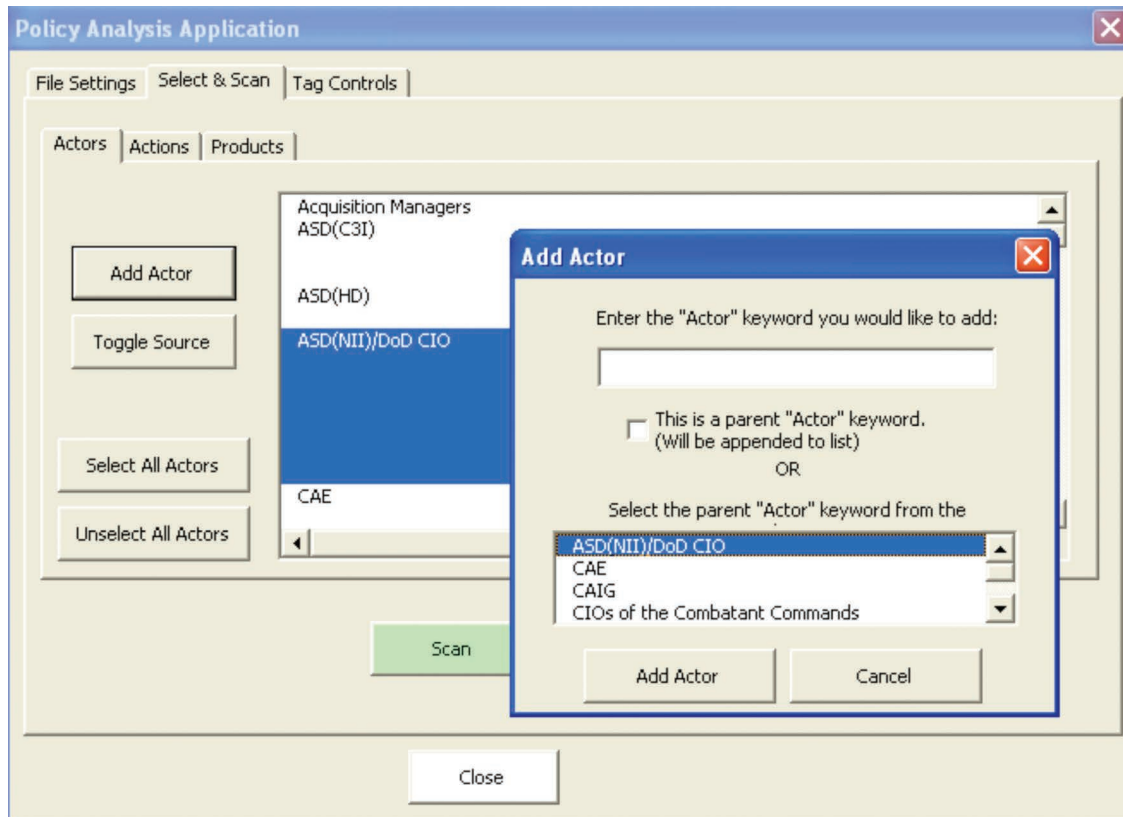 Policy Analysis Application
File Settings
Select & Scan
Tag Controls
Actors
Actions
Products
Add Actor
Toggle Source
Select All Actors
Unselect All Actors
Acquisition Managers
ASD(C3I)
ASD(HD)
ASD(NII)/DoD CIO
CAE
Scan
Close
Add Actor
Enter the "Actor" keyword you would like to add:
This is a parent "Actor" keyword.
(Will be appended to list)
OR
Select the parent "Actor" keyword from the
ASD(NII)/DoD CIO
CAE
CAIG
CIOs of the Combatant Commands
Add Actor
Cancel